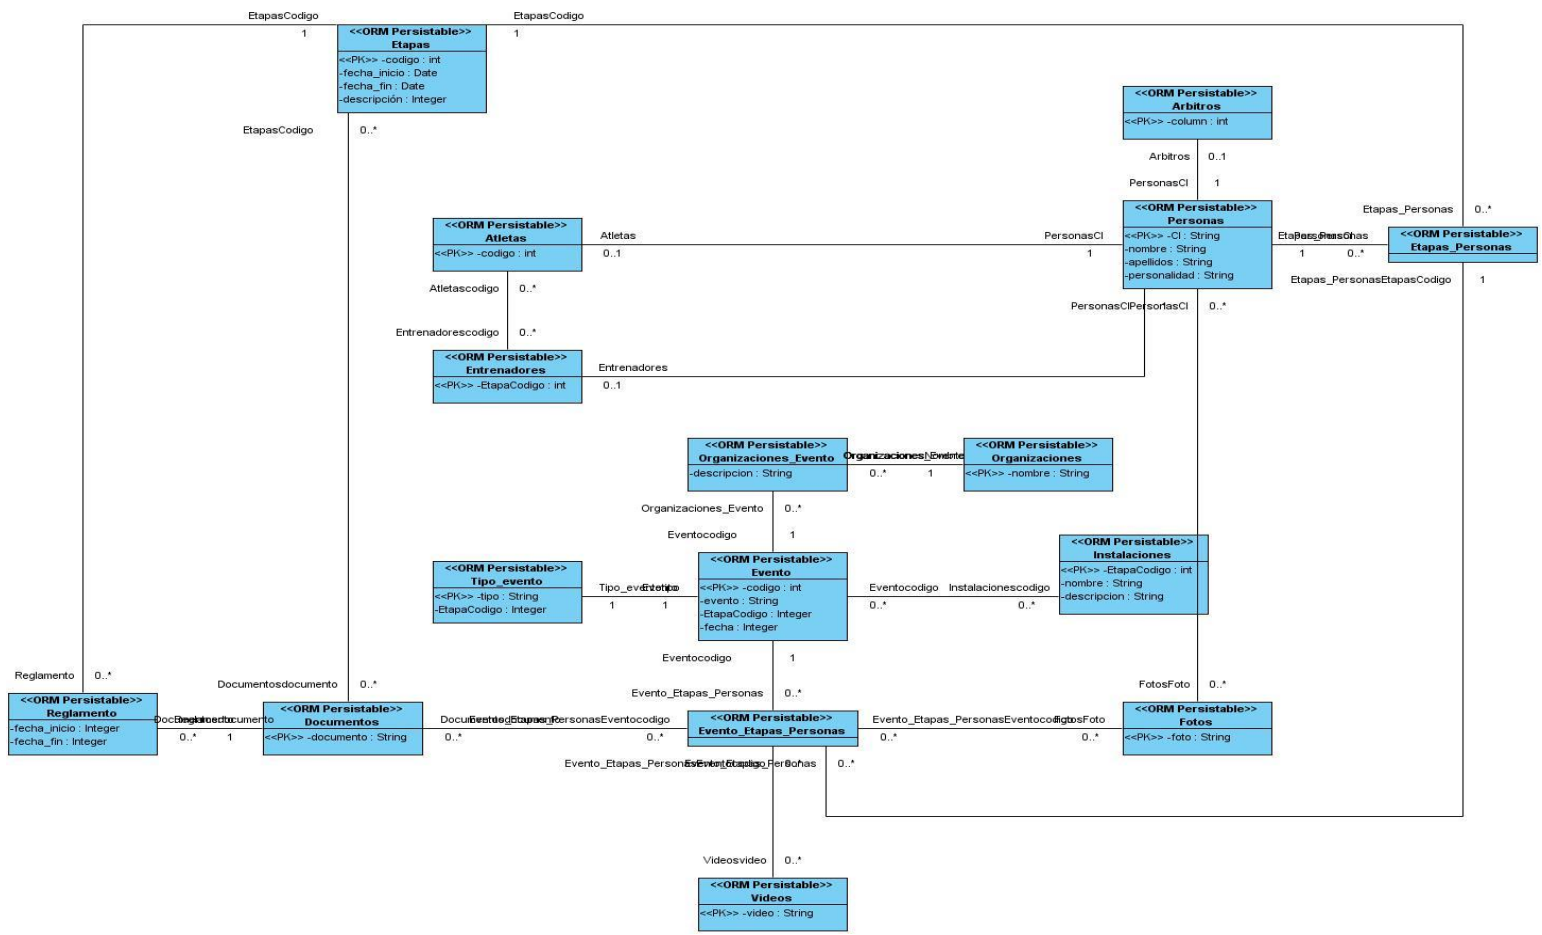 EtapasCodigo
EtapasCodigo
1
1
<<ORM Persistable>>
Etapas
<<PK>> -codigo : int
-fecha_inicio : Date
-fecha_fin : Date
-descripción : Integer
EtapasCodigo
0..*
<<ORM Persistable>>
Arbitros
<<PK>> -column : int
Arbitros
0..1
PersonasCI
1
<<ORM Persistable>>
Personas
<<PK>> -CI : String
-nombre : String
-apellidos : String
-personalidad : String
Etapas_Personas
0..*
<<ORM Persistable>>
Etapas_Personas
1
0..*
Etapas_PersonasEtapasCodigo
1
<<ORM Persistable>>
Atletas
<<PK>> -codigo : int
Atletas
0..1
PersonasCI
1
Atletascodigo
0..*
PersonasCIPersonasCI
0..*
Entrenadorescodigo
0..*
<<ORM Persistable>>
Entrenadores
<<PK>> -EtapaCodigo : int
Entrenadores
0..1
<<ORM Persistable>>
Organizaciones_Evento
-descripcion : String
0..*
1
<<ORM Persistable>>
Organizaciones
<<PK>> -nombre : String
Organizaciones_Evento
0..*
Eventocodigo
1
<<ORM Persistable>>
Instalaciones
<<PK>> -EtapaCodigo : int
-nombre : String
-descripcion : String
<<ORM Persistable>>
Tipo_evento
<<PK>> -tipo : String
-EtapaCodigo : Integer
1
1
<<ORM Persistable>>
Evento
<<PK>> -codigo : int
-evento : String
-EtapaCodigo : Integer
-fecha : Integer
Eventocodigo
0..*
Instalacionescodigo
0..*
Eventocodigo
1
Evento_Etapas_Personas
0..*
Reglamento
0..*
Documentosdocumento
0..*
FotosFoto
0..*
<<ORM Persistable>>
Reglamento
-fecha_inicio : Integer
-fecha_fin : Integer
0..*
1
<<ORM Persistable>>
Documentos
<<PK>> -documento : String
0..*
0..*
<<ORM Persistable>>
Evento_Etapas_Personas
0..*
0..*
<<ORM Persistable>>
Fotos
<<PK>> -foto : String
0..*
0..*
Videosvideo
0..*
<<ORM Persistable>>
Videos
<<PK>> -video : String